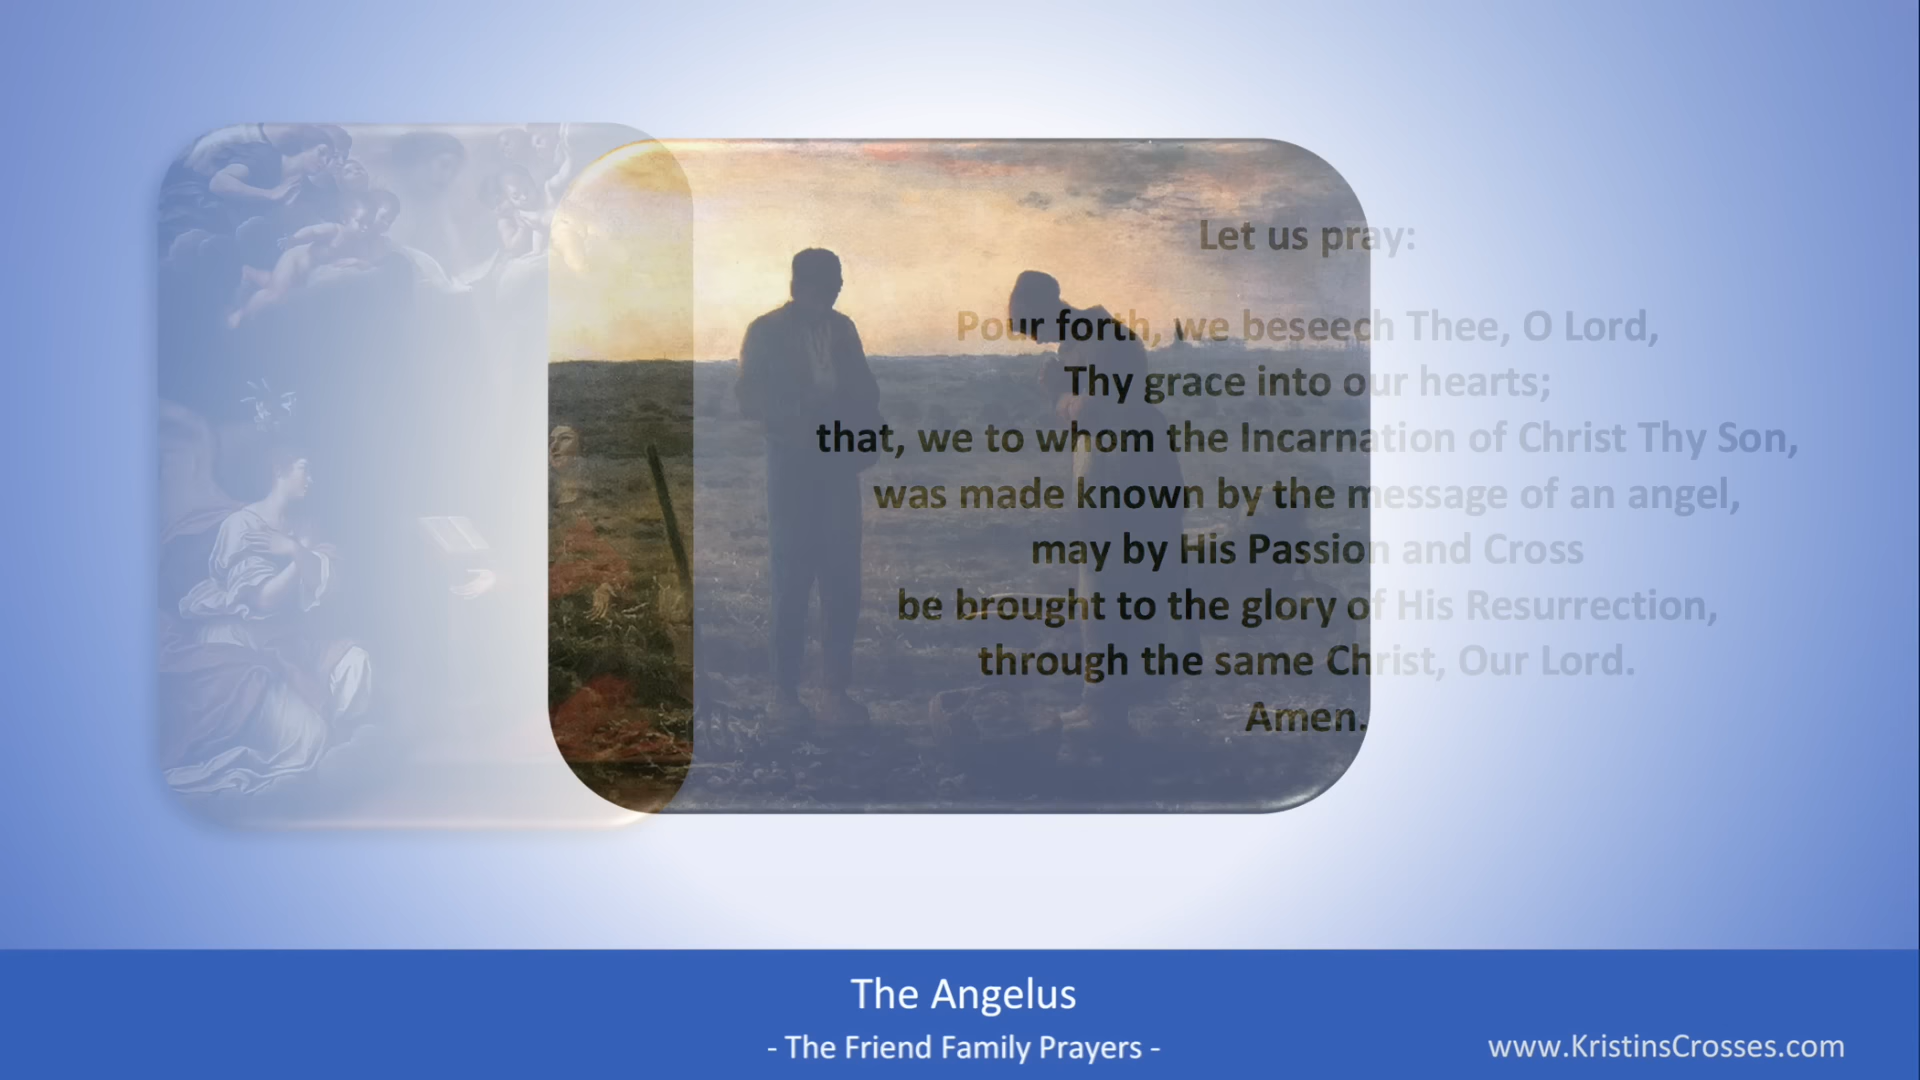 Let us pray:
Pour forth, we beseech Thee, O Lord,
Thy grace into our hearts;
that, we to whom the Incarnation of Christ Thy Son,
was made known by the message of an angel,
may by His Passion and Cross
be brought to the glory of His Resurrection,
through the same Christ, Our Lord.
Amen.
The Angelus
- The Friend Family Prayers -
www.KristinsCrosses.com